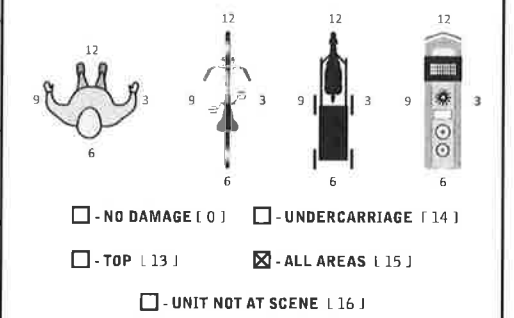 12 12 12 12
9 3 9 3 9 3 9 3
6 6 6 6
- NO DAMAGE [ 0 ] - UNDERCARRIAGE [ 14 ]
- TOP [ 13 ] - ALL AREAS [ 15 ]
- UNIT NOT AT SCENE [ 16 ]